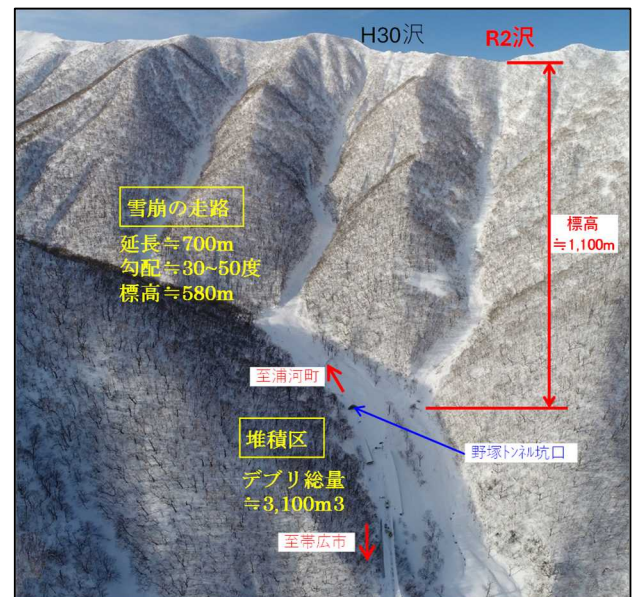 H30沢
R2沢
雪崩の走路
延長≒700m
勾配≒30~50度
標高≒580m
標高
≒1,100m
至浦河町
堆積区
野塚トンネル坑口
デブリ総量
≒3,100m3
至帯広市